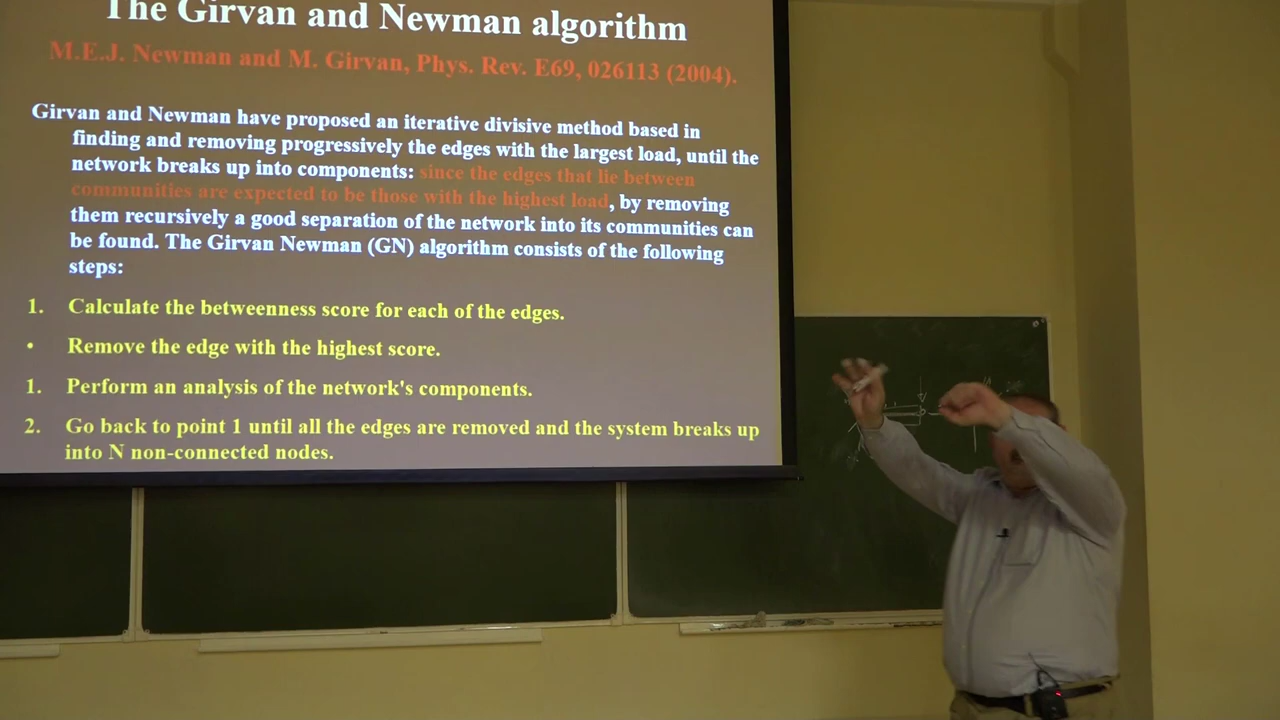 The Girvan and Newman algorithm
M.E.J. Newman and M. Girvan, Phys. Rev. E69, 026113 (2004).
Girvan and Newman have proposed an iterative divisive method based in
finding and removing progressively the edges with the largest load, until the
network breaks up into components: since the edges that lie between
communities are expected to be those with the highest load, by removing
them recursively a good separation of the network into its communities can
be found. The Girvan Newman (GN) algorithm consists of the following
steps:
1. Calculate the betweenness score for each of the edges.
• Remove the edge with the highest score.
1. Perform an analysis of the network's components.
2. Go back to point 1 until all the edges are removed and the system breaks up
into N non-connected nodes.